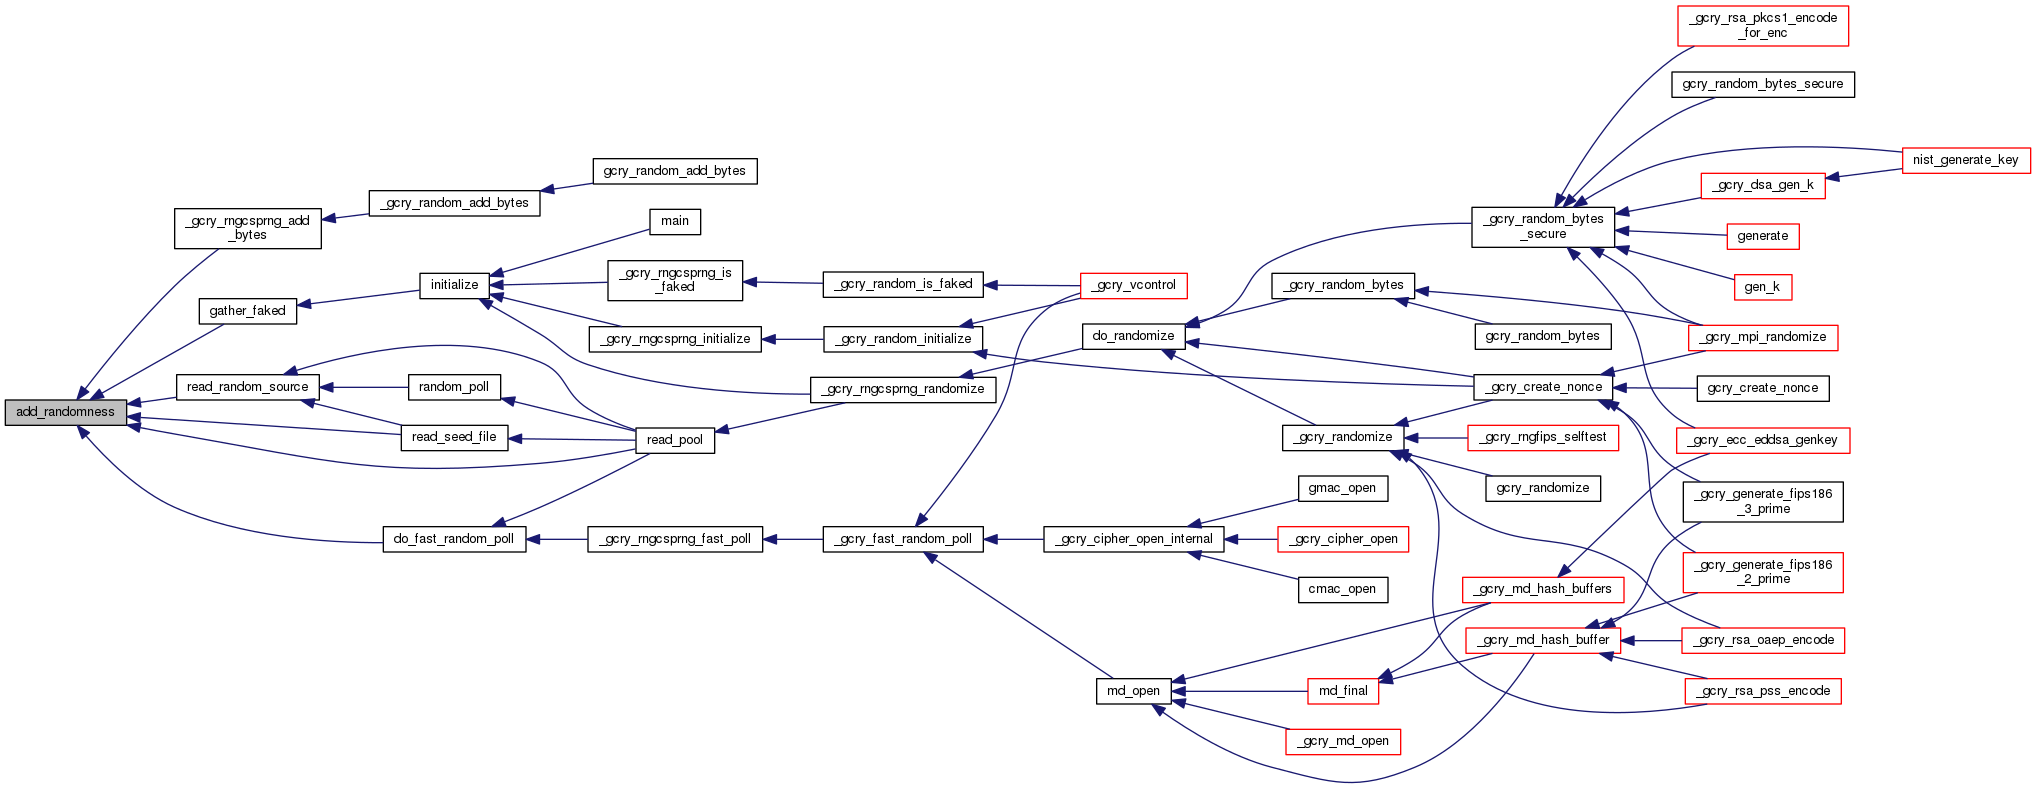 add_randomness
_gcry_rngcsprng_add
_bytes
gather_faked
read_random_source
read_seed_file
do_fast_random_poll
_gcry_random_add_bytes
gcry_random_add_bytes
initialize
random_poll
main
_gcry_rngcsprng_is
_faked
_gcry_rngcsprng_initialize
read_pool
_gcry_rngcsprng_fast_poll
_gcry_random_is_faked
_gcry_random_initialize
_gcry_rngcsprng_randomize
_gcry_fast_random_poll
_gcry_vcontrol
do_randomize
_gcry_cipher_open_internal
md_open
_gcry_random_bytes
_gcry_randomize
gmac_open
_gcry_cipher_open
cmac_open
md_final
_gcry_md_open
_gcry_random_bytes
_secure
gcry_random_bytes
_gcry_create_nonce
_gcry_rngfips_selftest
gcry_randomize
_gcry_md_hash_buffers
_gcry_md_hash_buffer
_gcry_rsa_pkcs1_encode
_for_enc
gcry_random_bytes_secure
_gcry_dsa_gen_k
generate
gen_k
_gcry_mpi_randomize
gcry_create_nonce
_gcry_ecc_eddsa_genkey
_gcry_generate_fips186
_3_prime
_gcry_generate_fips186
_2_prime
_gcry_rsa_oaep_encode
_gcry_rsa_pss_encode
nist_generate_key